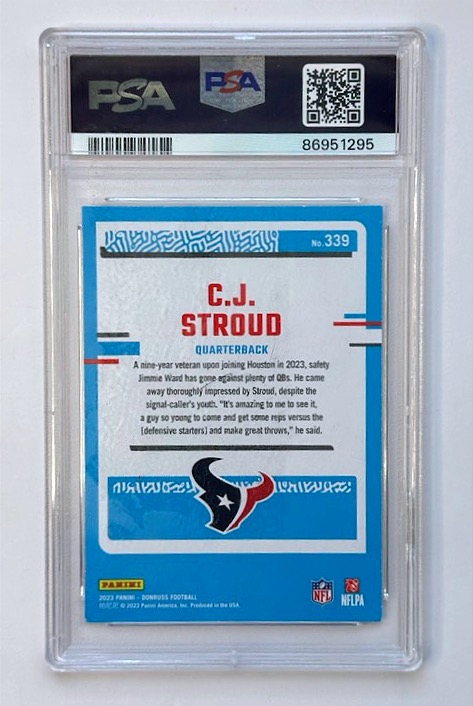 PSA
PSA
86951295
No.339
C.J.
STROUD
QUARTERBACK
A nine-year veteran upon joining Houston in 2023, safety
Jimmie Ward has gone against plenty of QBs. He came
away thoroughly impressed by Stroud, despite the
signal-caller's youth. "It's amazing to me to see it,
a guy so young to come and get some reps versus the
(defensive starters) and make great throws," he said.
PANINI
2023 PANINI - DONRUSS FOOTBALL
© 2023 Panini America, Inc. Produced in the USA.
NFL
NFLPA